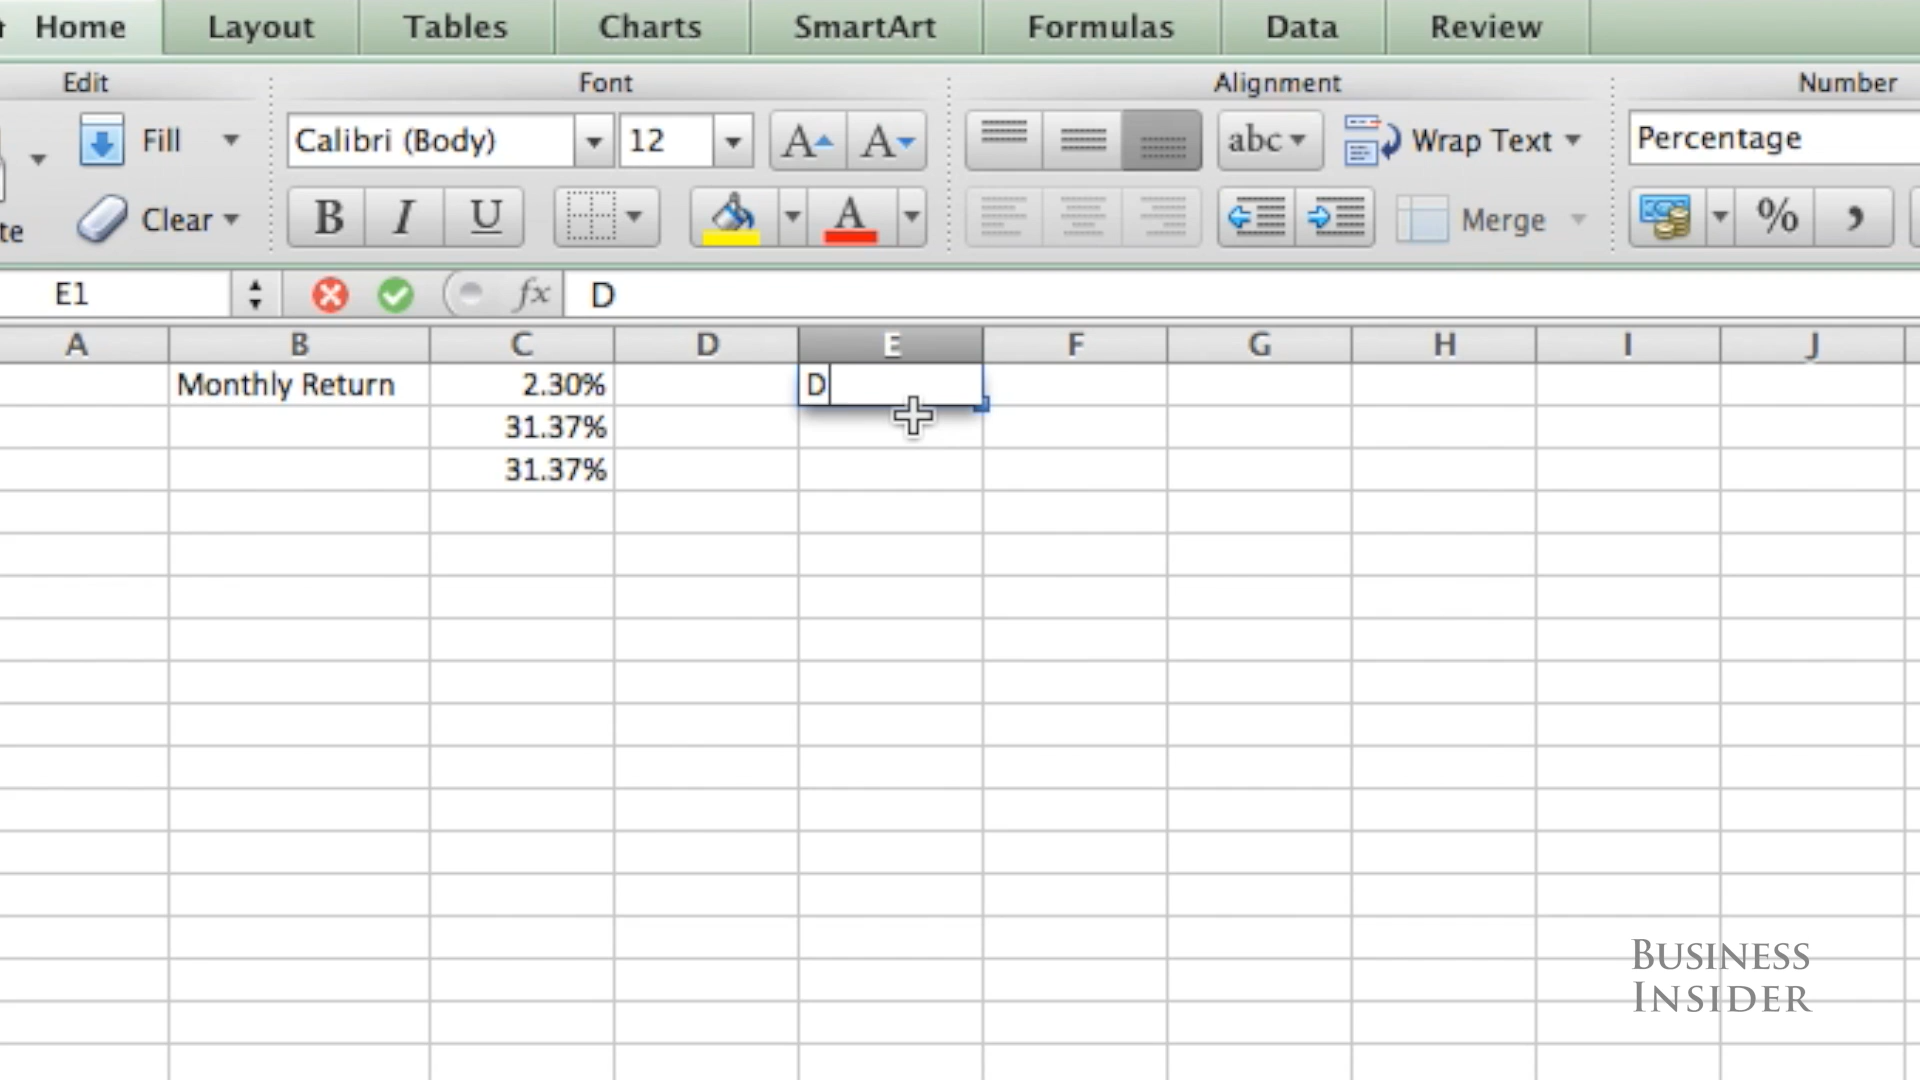 Home Layout Tables Charts SmartArt Formulas Data Review
Edit Font Alignment Number
Fill Calibri (Body) 12 A A abc Wrap Text Percentage
te Clear B I U A Merge % ,
E1 fx D
A B C D E F G H I J
Monthly Return 2.30% D
31.37%
31.37%
BUSINESS
INSIDER